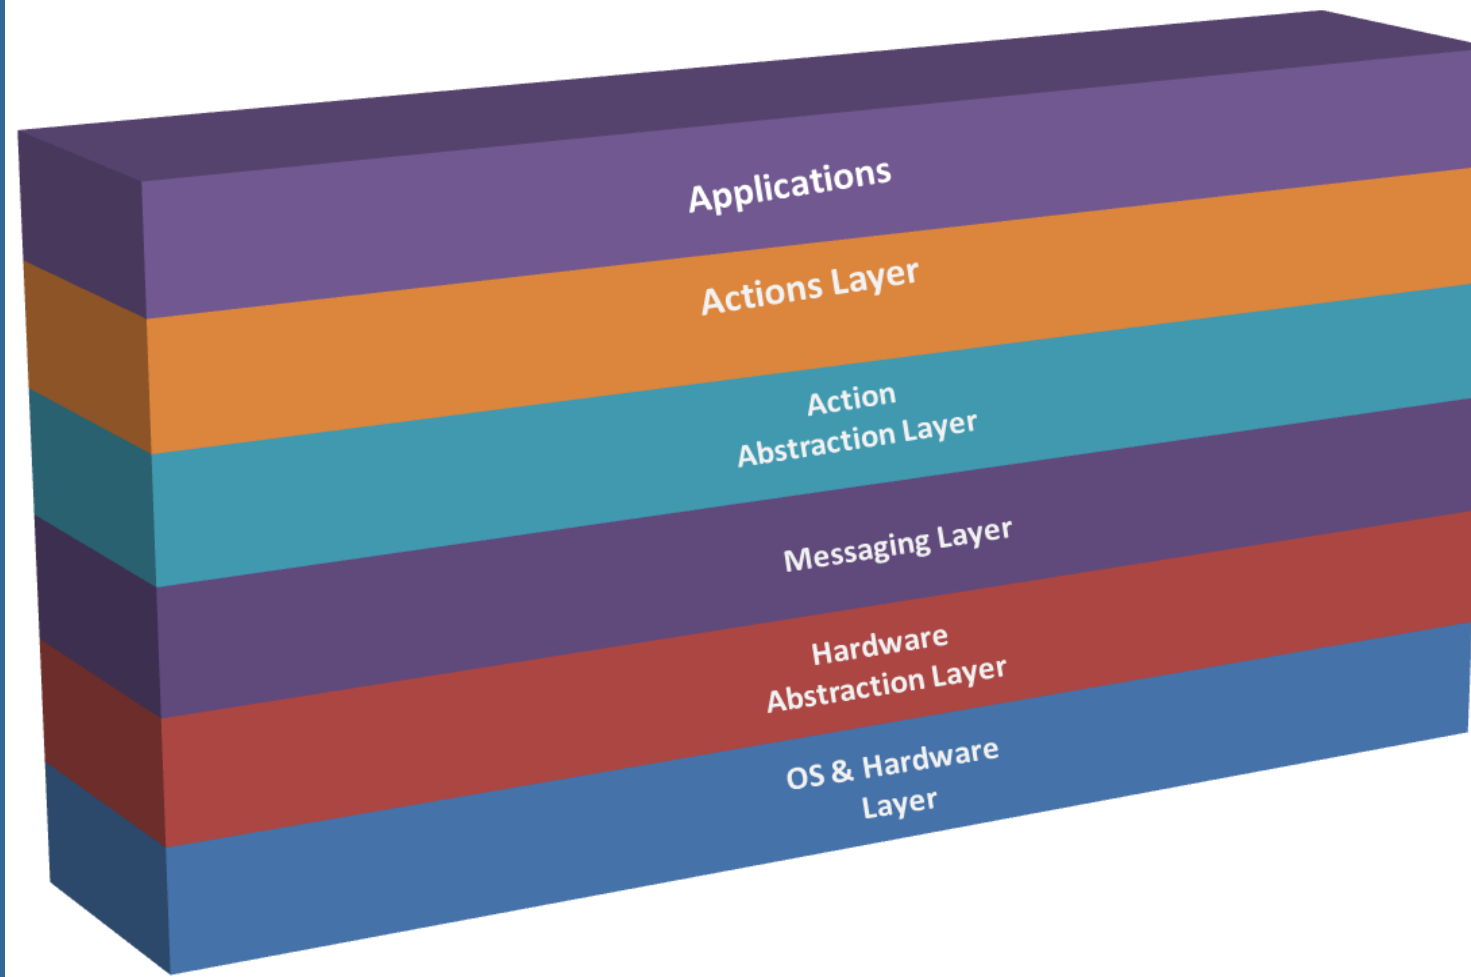 Applications
Actions Layer
Action
Abstraction Layer
Messaging Layer
Hardware
Abstraction Layer
OS & Hardware
Layer